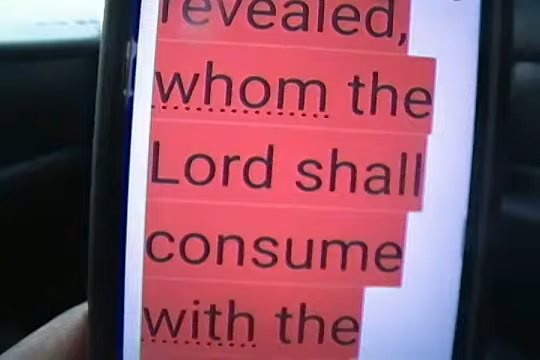 revealed,
whom the
Lord shall
consume
with the